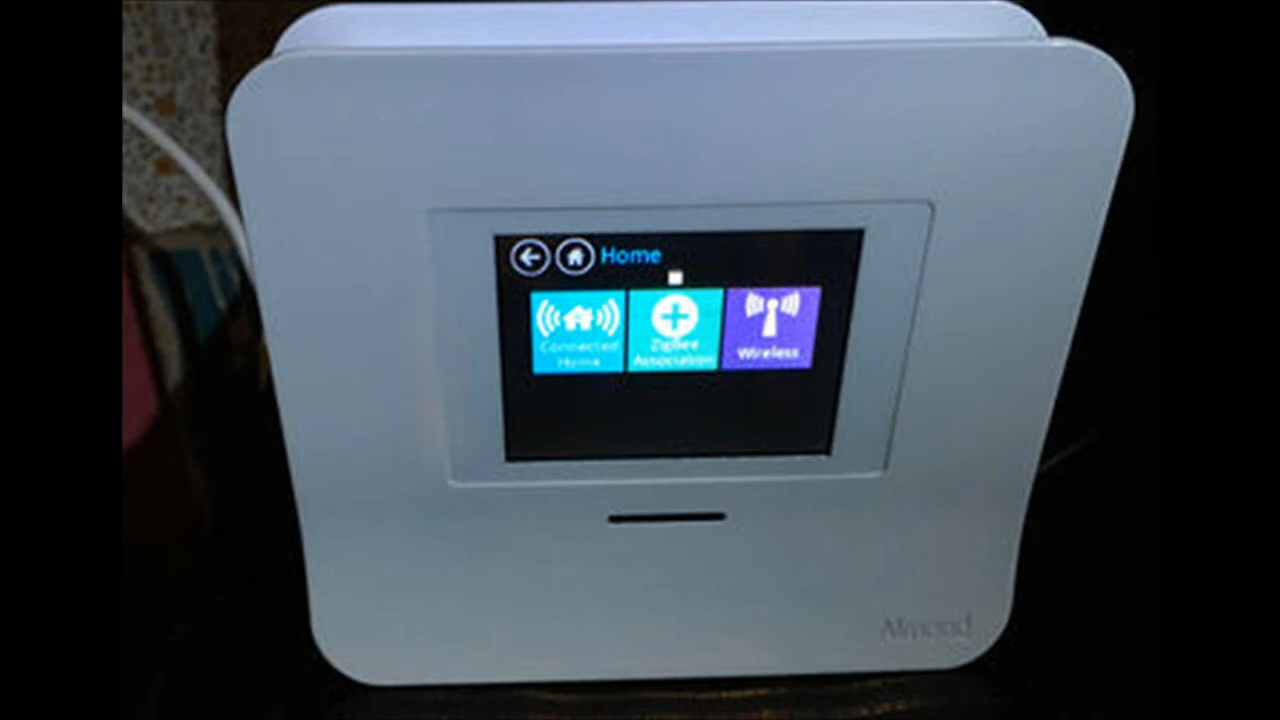 Home
Connected
Home
ZigBee
Association
Wireless
Almond